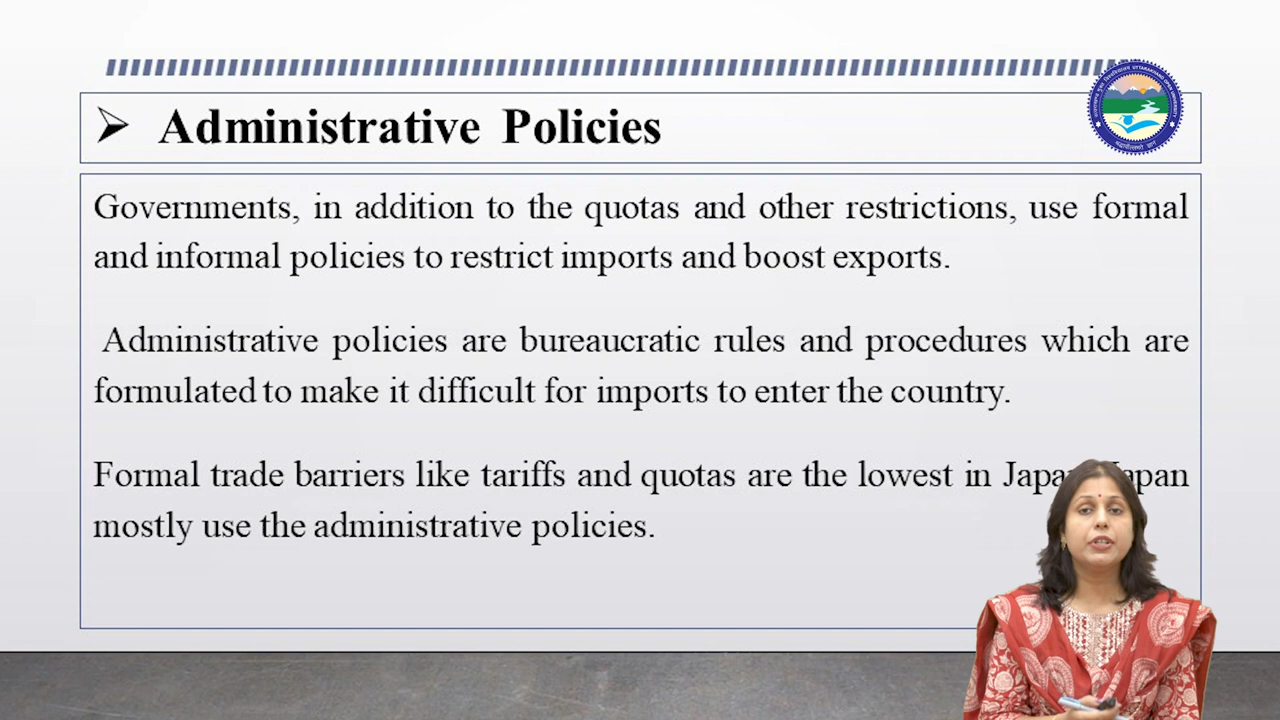 ➢ Administrative Policies
UTTARAKHAND OPEN
Governments, in addition to the quotas and other restrictions, use formal
and informal policies to restrict imports and boost exports.
Administrative policies are bureaucratic rules and procedures which are
formulated to make it difficult for imports to enter the country.
Formal trade barriers like tariffs and quotas are the lowest in
mostly use the administrative policies.